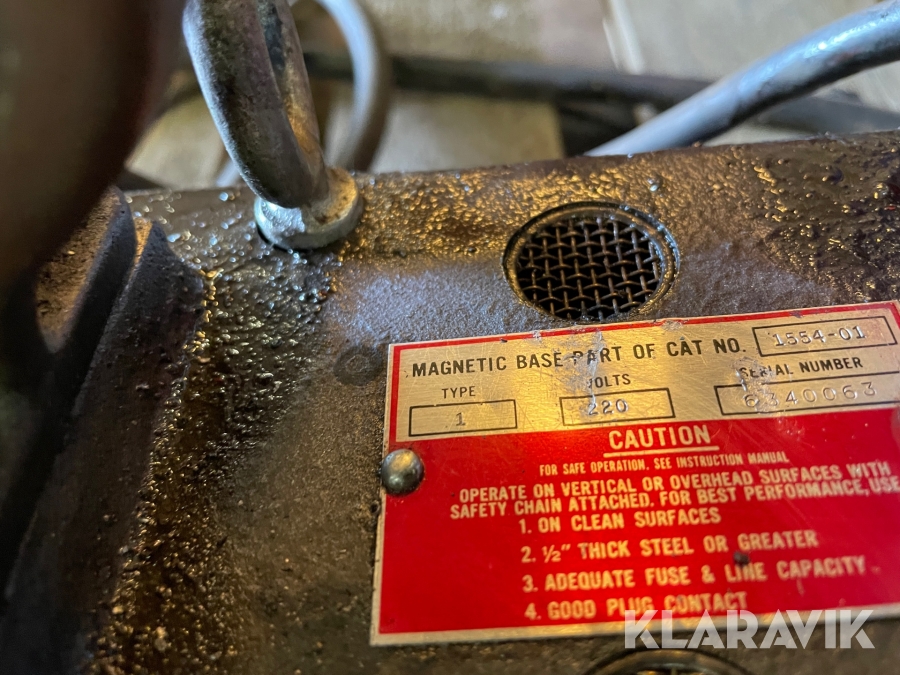 MAGNETIC BASE PART OF CAT NO. 1554-01
TYPE VOLTS SERIAL NUMBER
1 220 6340063
CAUTION
FOR SAFE OPERATION, SEE INSTRUCTION MANUAL
OPERATE ON VERTICAL OR OVERHEAD SURFACES WITH
SAFETY CHAIN ATTACHED. FOR BEST PERFORMANCE, USE
1. ON CLEAN SURFACES
2. ½" THICK STEEL OR GREATER
3. ADEQUATE FUSE & LINE CAPACITY
4. GOOD PLUG CONTACT
KLARAVIK